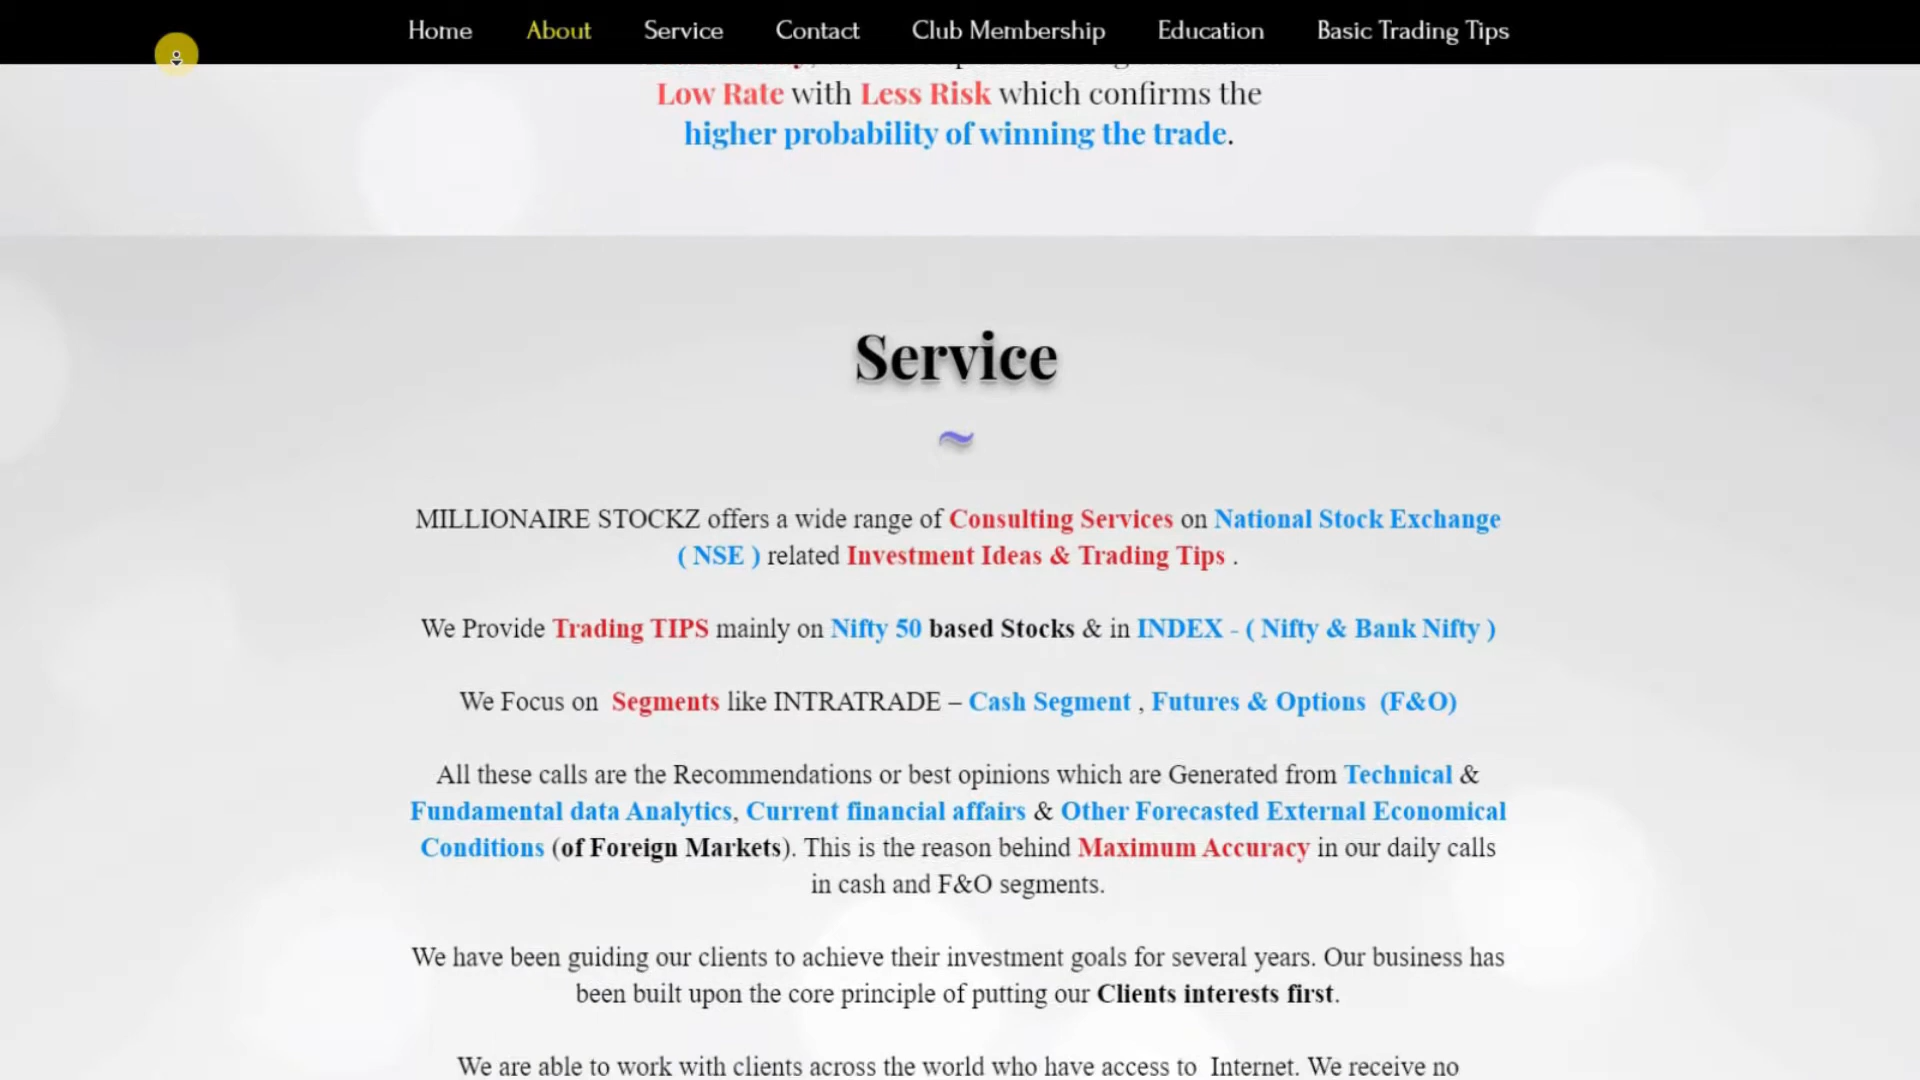 Home About Service Contact Club Membership Education Basic Trading Tips
Low Rate with Less Risk which confirms the
higher probability of winning the trade.
Service
~
MILLIONAIRE STOCKZ offers a wide range of Consulting Services on National Stock Exchange
( NSE ) related Investment Ideas & Trading Tips .
We Provide Trading TIPS mainly on Nifty 50 based Stocks & in INDEX - ( Nifty & Bank Nifty )
We Focus on Segments like INTRATRADE – Cash Segment , Futures & Options (F&O)
All these calls are the Recommendations or best opinions which are Generated from Technical &
Fundamental data Analytics, Current financial affairs & Other Forecasted External Economical
Conditions (of Foreign Markets). This is the reason behind Maximum Accuracy in our daily calls
in cash and F&O segments.
We have been guiding our clients to achieve their investment goals for several years. Our business has
been built upon the core principle of putting our Clients interests first.
We are able to work with clients across the world who have access to Internet. We receive no